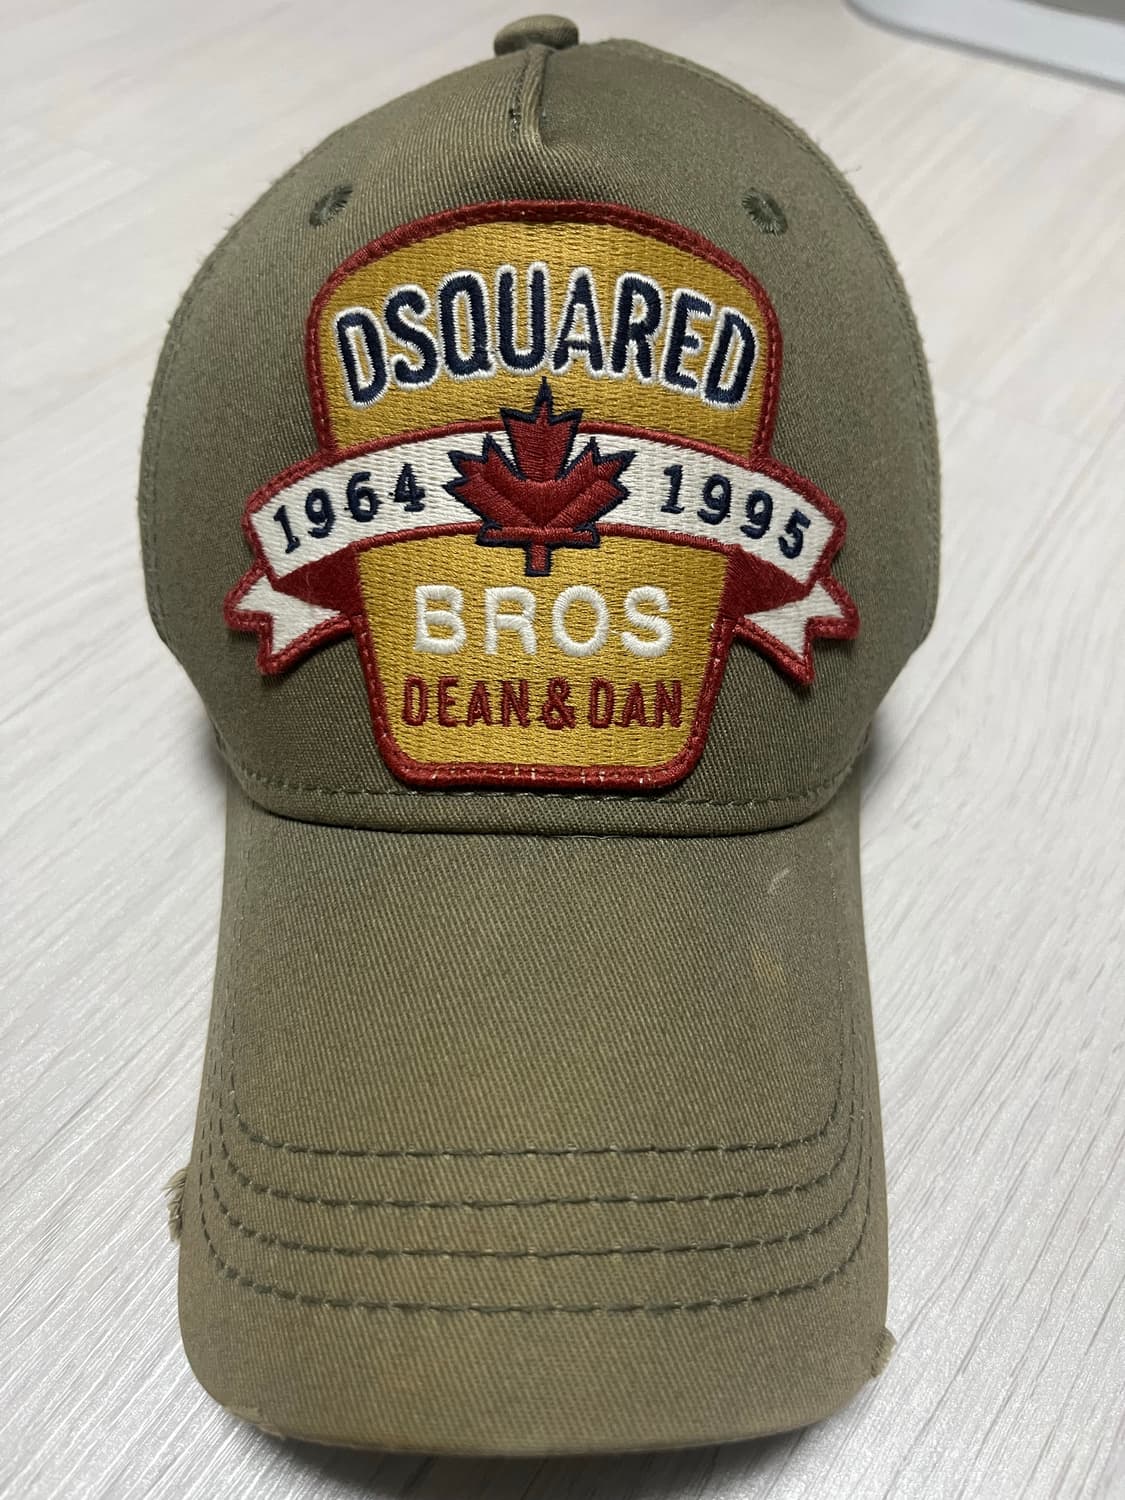 DSQUARED
1964 1995
BROS
DEAN & DAN